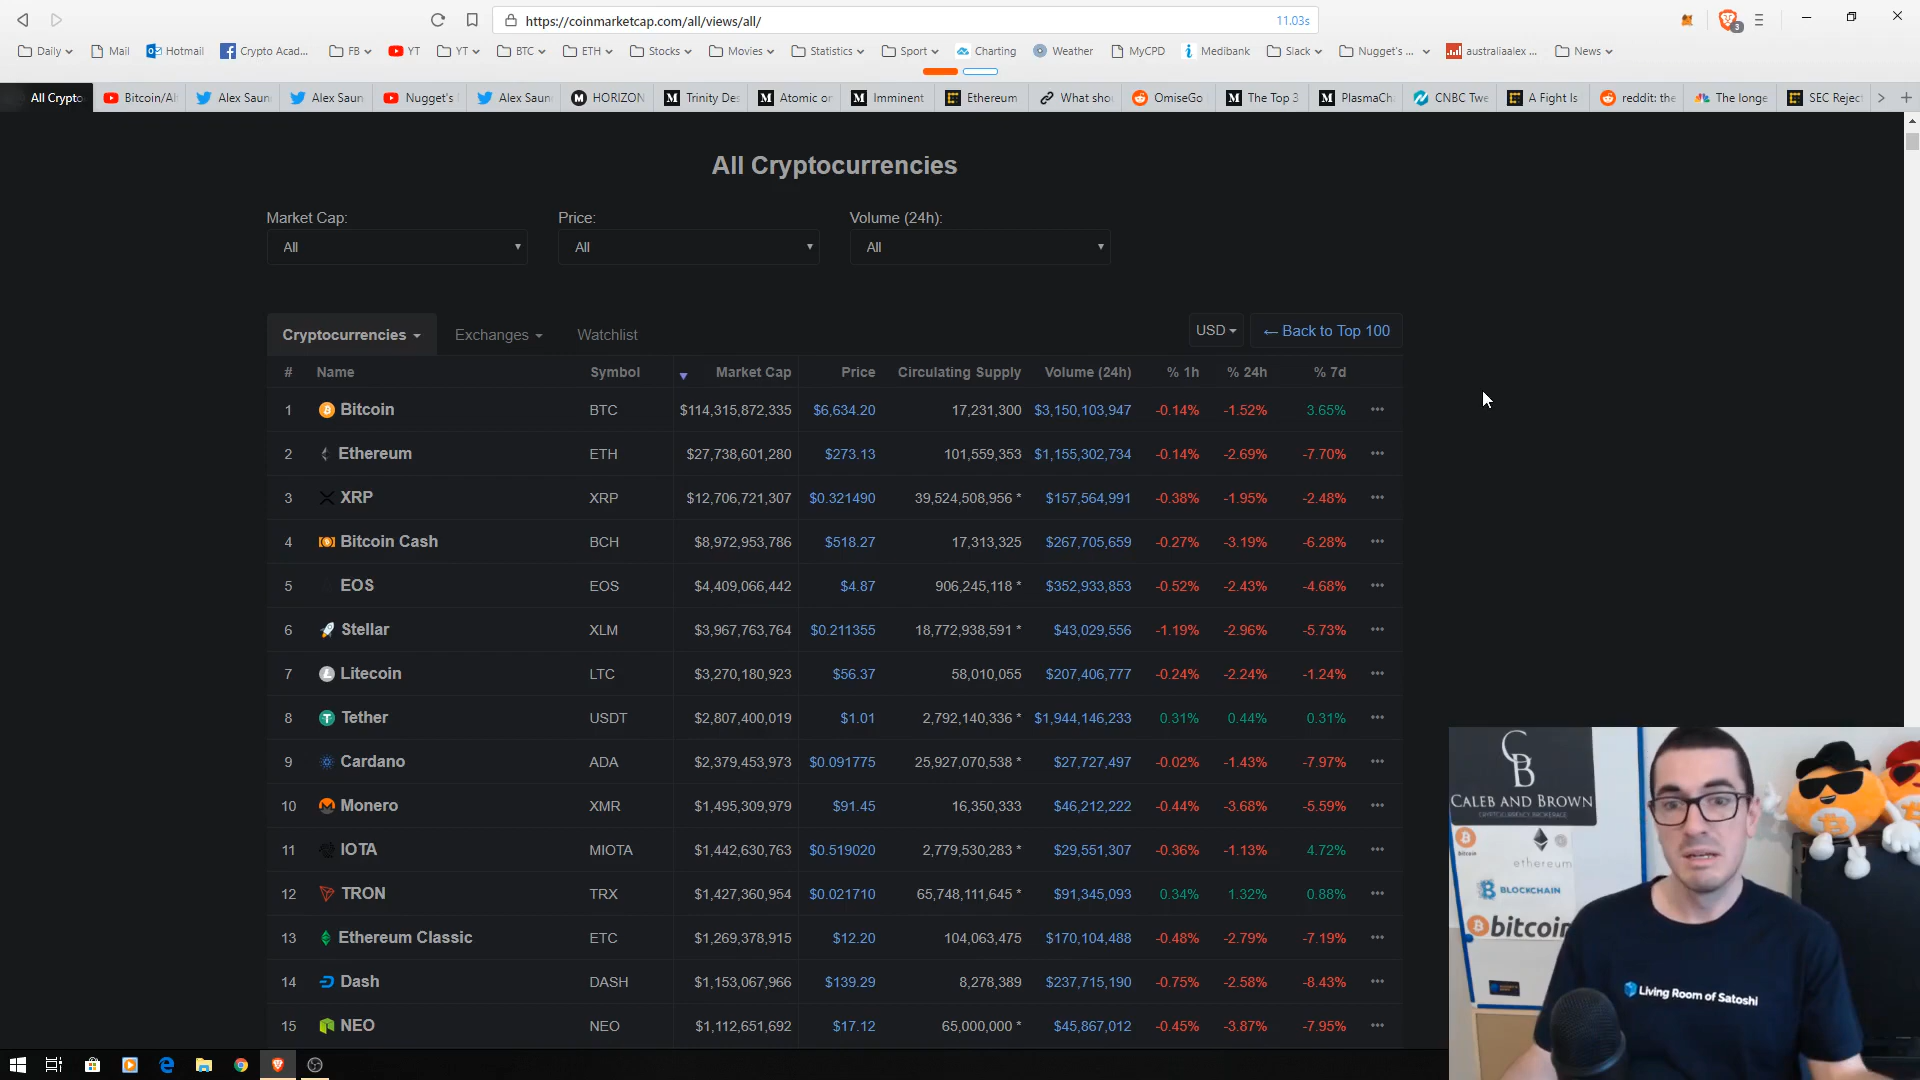 https://coinmarketcap.com/all/views/all/
11.03s
3
Daily
Mail
Hotmail
Crypto Acad...
FB
YT
YT
BTC
ETH
Stocks
Movies
Statistics
Sport
Charting
Weather
MyCPD
Medibank
Slack
Nugget's ...
australiaalex ...
News
All Crypto
Bitcoin/Al
Alex Saun
Alex Saun
Nugget's
Alex Saun
HORIZON
Trinity De
Atomic or
Imminent
Ethereum
What sho
OmiseGo
The Top 3
PlasmaCh
CNBC Twe
A Fight Is
reddit: the
The longe
SEC Reject
All Cryptocurrencies
Market Cap:
Price:
Volume (24h):
All
All
All
Cryptocurrencies
Exchanges
Watchlist
USD
← Back to Top 100
# Name Symbol Market Cap Price Circulating Supply Volume (24h) % 1h % 24h % 7d
1 Bitcoin BTC $114,315,872,335 $6,634.20 17,231,300 $3,150,103,947 -0.14% -1.52% 3.65%
2 Ethereum ETH $27,738,601,280 $273.13 101,559,353 $1,155,302,734 -0.14% -2.69% -7.70%
3 XRP XRP $12,706,721,307 $0.321490 39,524,508,956 * $157,564,991 -0.38% -1.95% -2.48%
4 Bitcoin Cash BCH $8,972,953,786 $518.27 17,313,325 $267,705,659 -0.27% -3.19% -6.28%
5 EOS EOS $4,409,066,442 $4.87 906,245,118 * $352,933,853 -0.52% -2.43% -4.68%
6 Stellar XLM $3,967,763,764 $0.211355 18,772,938,591 * $43,029,556 -1.19% -2.96% -5.73%
7 Litecoin LTC $3,270,180,923 $56.37 58,010,055 $207,406,777 -0.24% -2.24% -1.24%
8 Tether USDT $2,807,400,019 $1.01 2,792,140,336 * $1,944,146,233 0.31% 0.44% 0.31%
9 Cardano ADA $2,379,453,973 $0.091775 25,927,070,538 * $27,727,497 -0.02% -1.43% -7.97%
10 Monero XMR $1,495,309,979 $91.45 16,350,333 $46,212,222 -0.44% -3.68% -5.59%
11 IOTA MIOTA $1,442,630,763 $0.519020 2,779,530,283 * $29,551,307 -0.36% -1.13% 4.72%
12 TRON TRX $1,427,360,954 $0.021710 65,748,111,645 * $91,345,093 0.34% 1.32% 0.88%
13 Ethereum Classic ETC $1,269,378,915 $12.20 104,063,475 $170,104,488 -0.48% -2.79% -7.19%
14 Dash DASH $1,153,067,966 $139.29 8,278,389 $237,715,190 -0.75% -2.58% -8.43%
15 NEO NEO $1,112,651,692 $17.12 65,000,000 * $45,867,012 -0.45% -3.87% -7.95%
CB
CALEB AND BROWN
CRYPTOCURRENCY BROKERAGE
bitcoin
ethereum
BLOCKCHAIN
bitcoin
Living Room of Satoshi